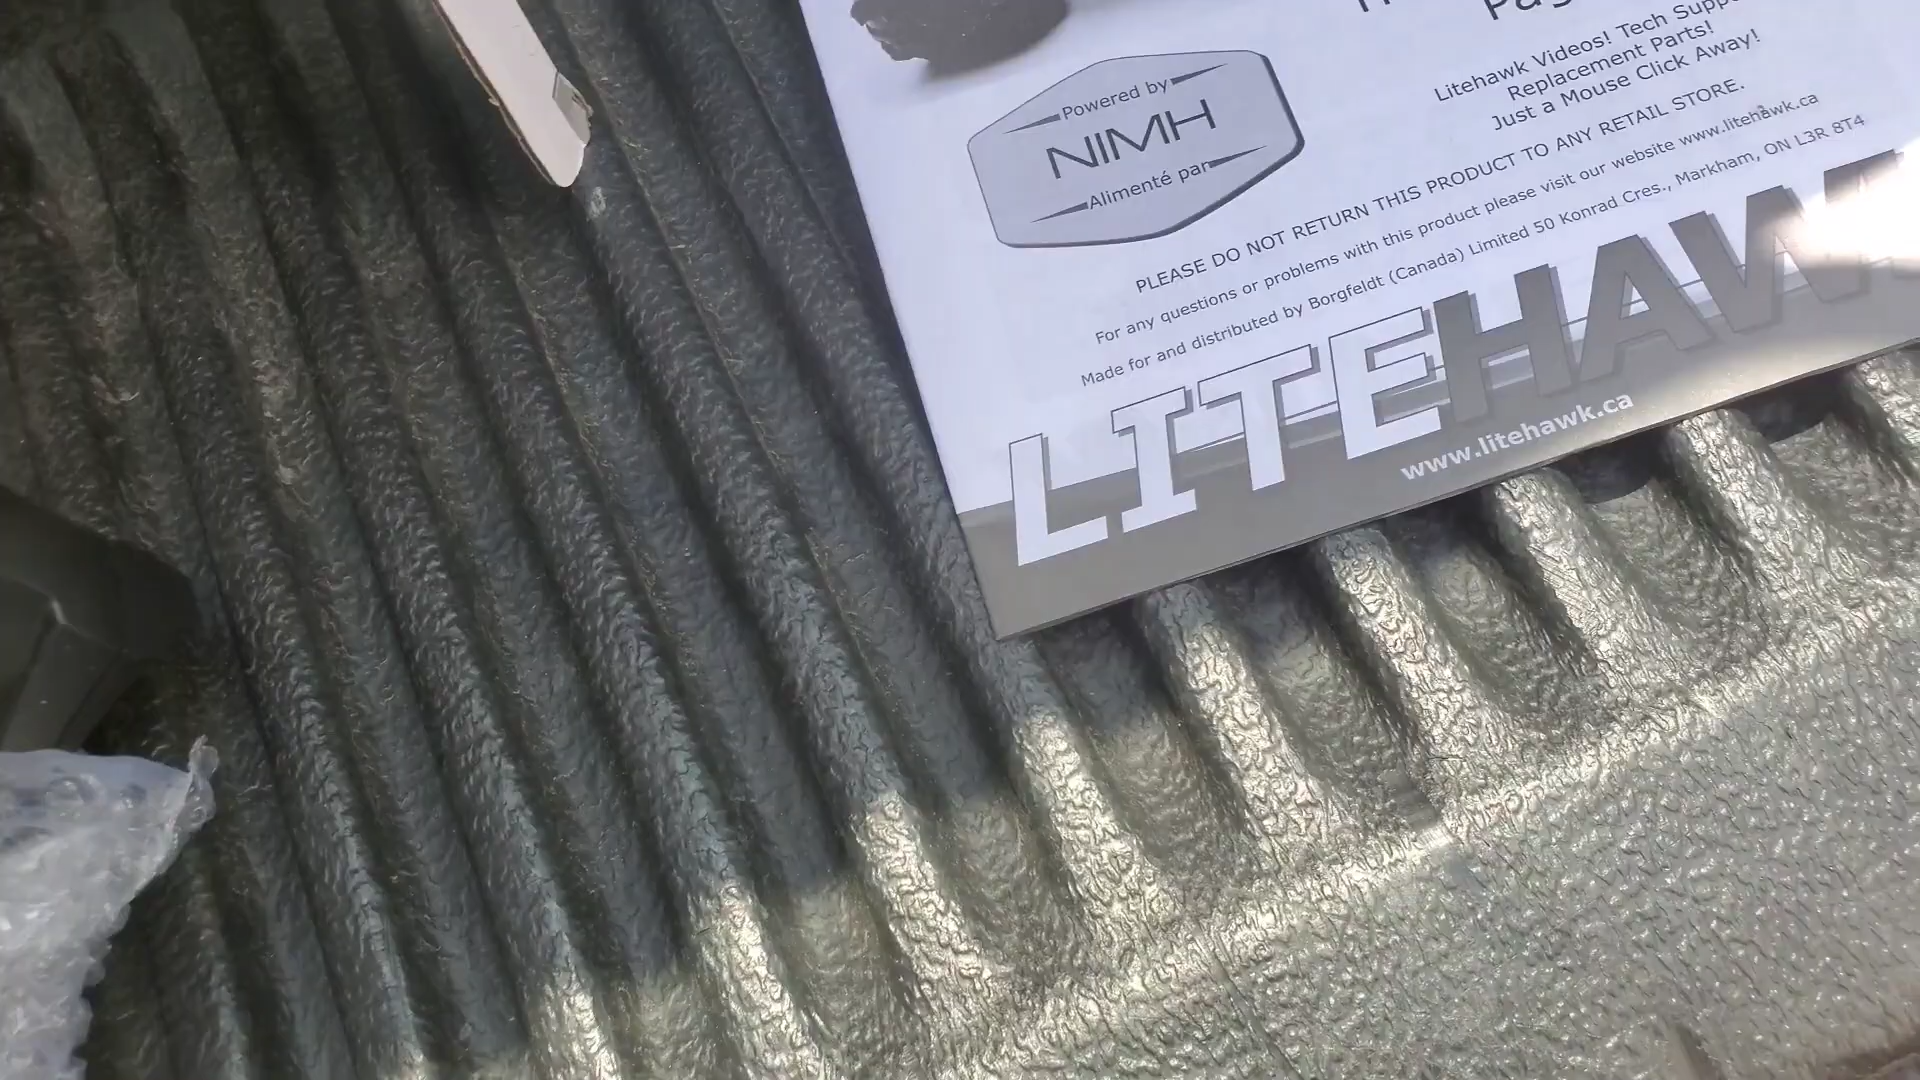 Litehawk Videos! Tech
Replacement Parts!
Just a Mouse Click Away!
Powered by
NIMH
Alimenté par
PLEASE DO NOT RETURN THIS PRODUCT TO ANY RETAIL STORE.
For any questions or problems with this product please visit our website www.litehawk.ca
Made for and distributed by Borgfeldt (Canada) Limited 50 Konrad Cres., Markham, ON L3R 8T4
LITEHAWK
www.litehawk.ca